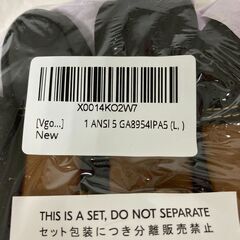 X0014KO2W7
[Vgo...] 1 ANSI 5 GA8954IPA5 (L, )
New
THIS IS A SET, DO NOT SEPARATE
セット包装につき分離販売禁止